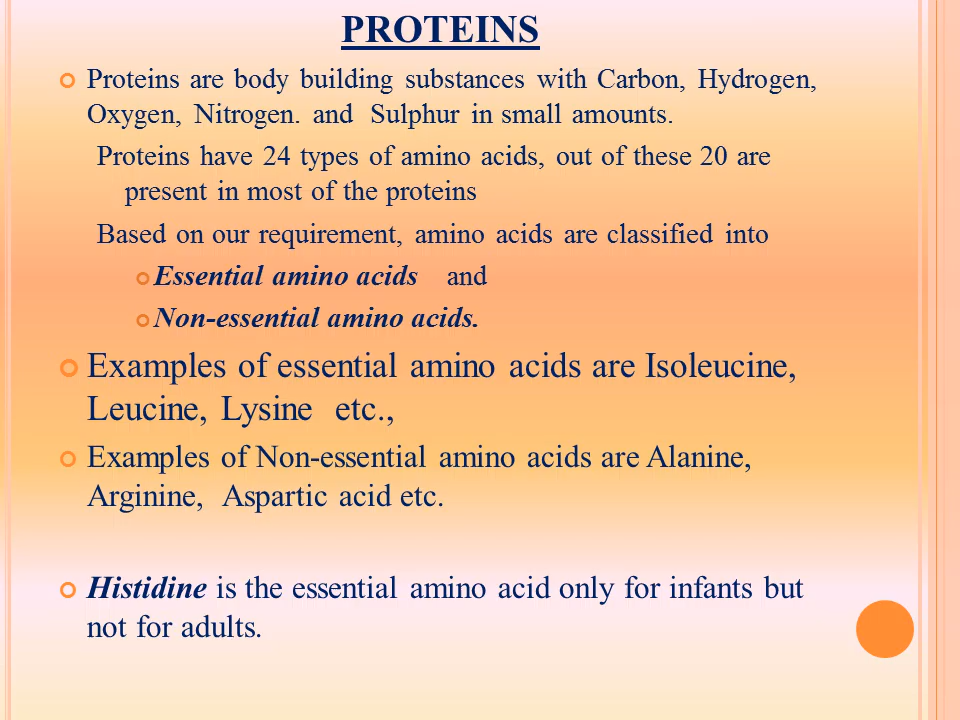 PROTEINS
Proteins are body building substances with Carbon, Hydrogen,
Oxygen, Nitrogen. and Sulphur in small amounts.
Proteins have 24 types of amino acids, out of these 20 are
present in most of the proteins
Based on our requirement, amino acids are classified into
Essential amino acids and
Non-essential amino acids.
Examples of essential amino acids are Isoleucine,
Leucine, Lysine etc.,
Examples of Non-essential amino acids are Alanine,
Arginine, Aspartic acid etc.
Histidine is the essential amino acid only for infants but
not for adults.